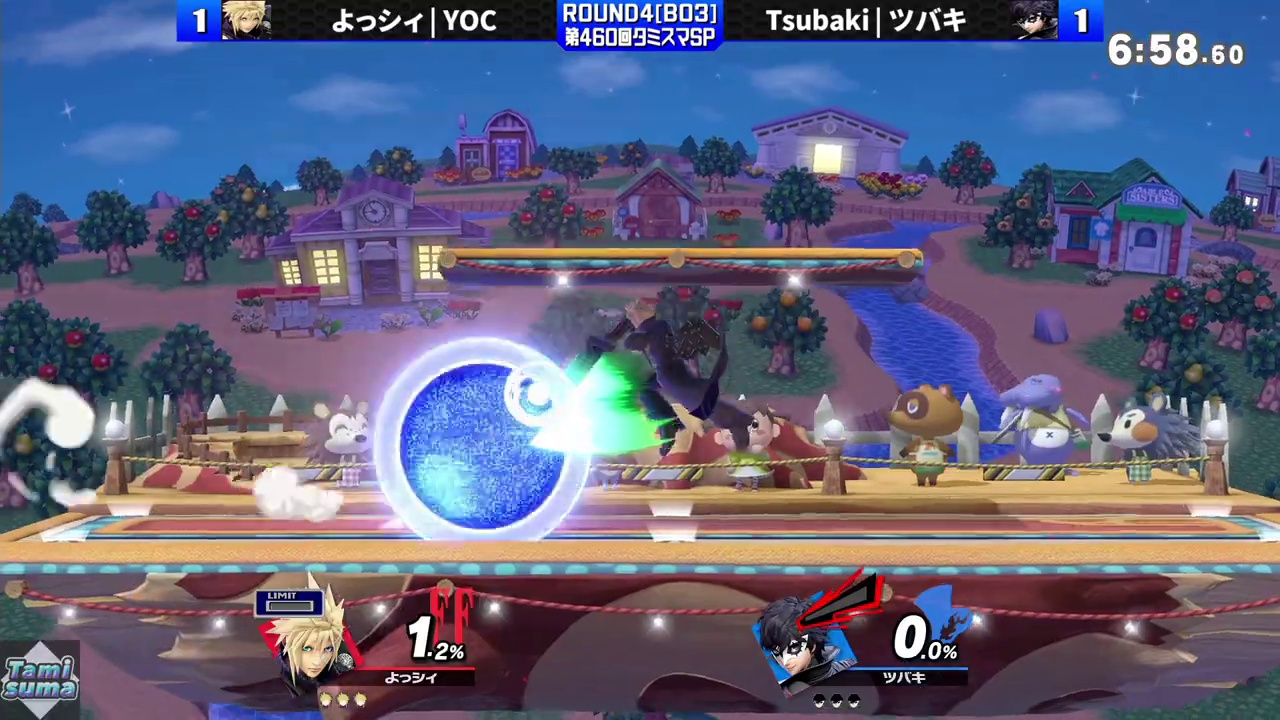 1 よっシィ|YOC ROUND4[BO3] Tsubaki|ツバキ 1
第460回タミスマSP
6:58.60
SISTERS
LIMIT
1.2%
よっシィ
0.0%
ツバキ
Tami
suma